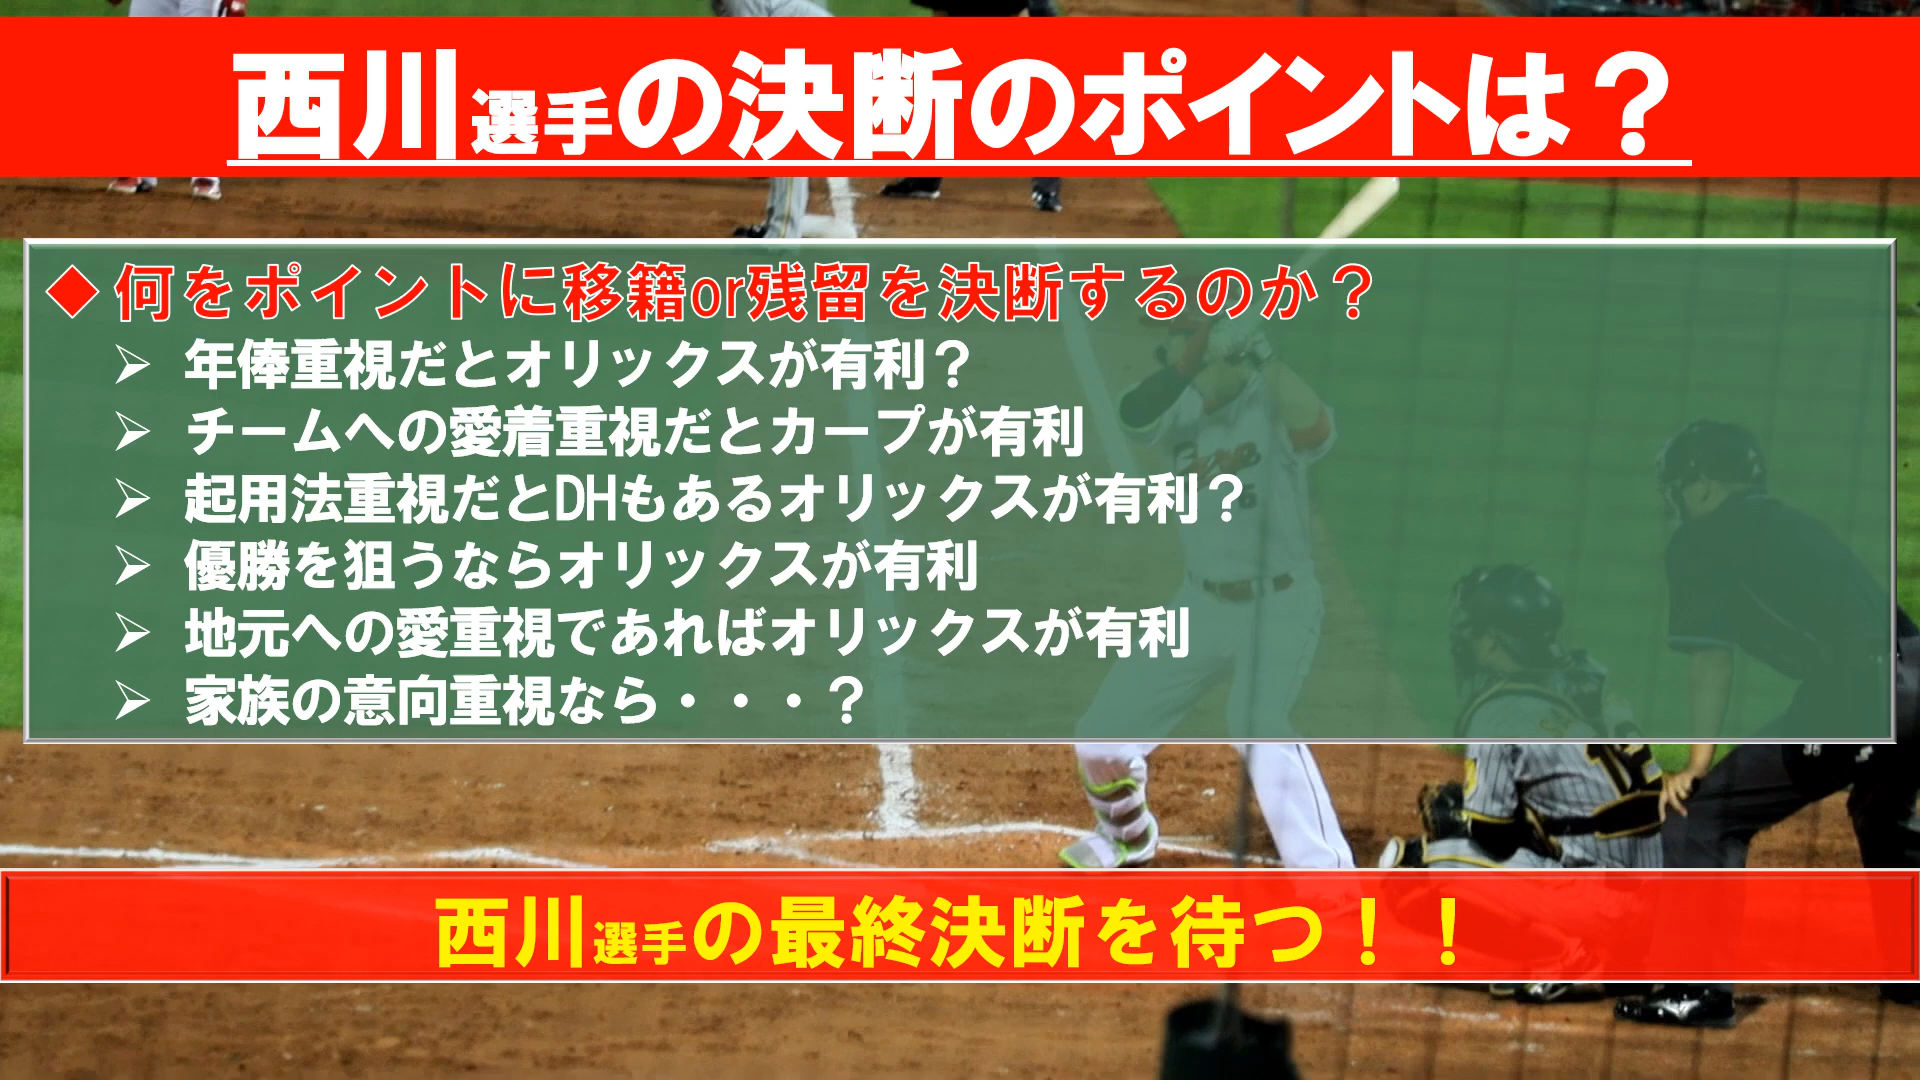 西川選手の決断のポイントは？
◆何をポイントに移籍or残留を決断するのか？
➢ 年俸重視だとオリックスが有利？
➢ チームへの愛着重視だとカープが有利
➢ 起用法重視だとDHもあるオリックスが有利？
➢ 優勝を狙うならオリックスが有利
➢ 地元への愛重視であればオリックスが有利
➢ 家族の意向重視なら・・・？
西川選手の最終決断を待つ！！